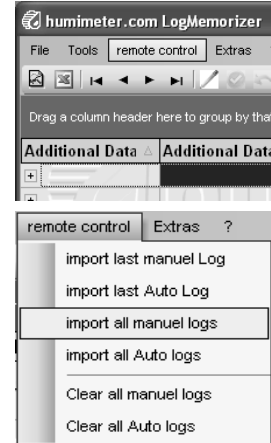 humimeter.com LogMemorizer
File Tools remote control Extras
Drag a column header here to group by tha
Additional Data Additional Data
remote control Extras ?
import last manuel Log
import last Auto Log
import all manuel logs
import all Auto logs
Clear all manuel logs
Clear all Auto logs